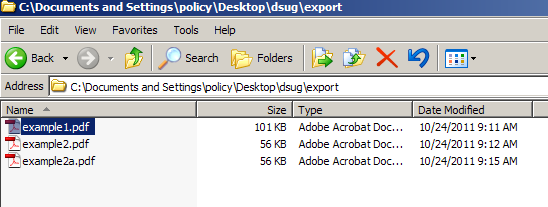 C:\Documents and Settings\policy\Desktop\dsug\export
File Edit View Favorites Tools Help
Back Search Folders
Address C:\Documents and Settings\policy\Desktop\dsug\export
Name Size Type Date Modified
example1.pdf 101 KB Adobe Acrobat Doc... 10/24/2011 9:11 AM
example2.pdf 56 KB Adobe Acrobat Doc... 10/24/2011 9:12 AM
example2a.pdf 56 KB Adobe Acrobat Doc... 10/24/2011 9:15 AM